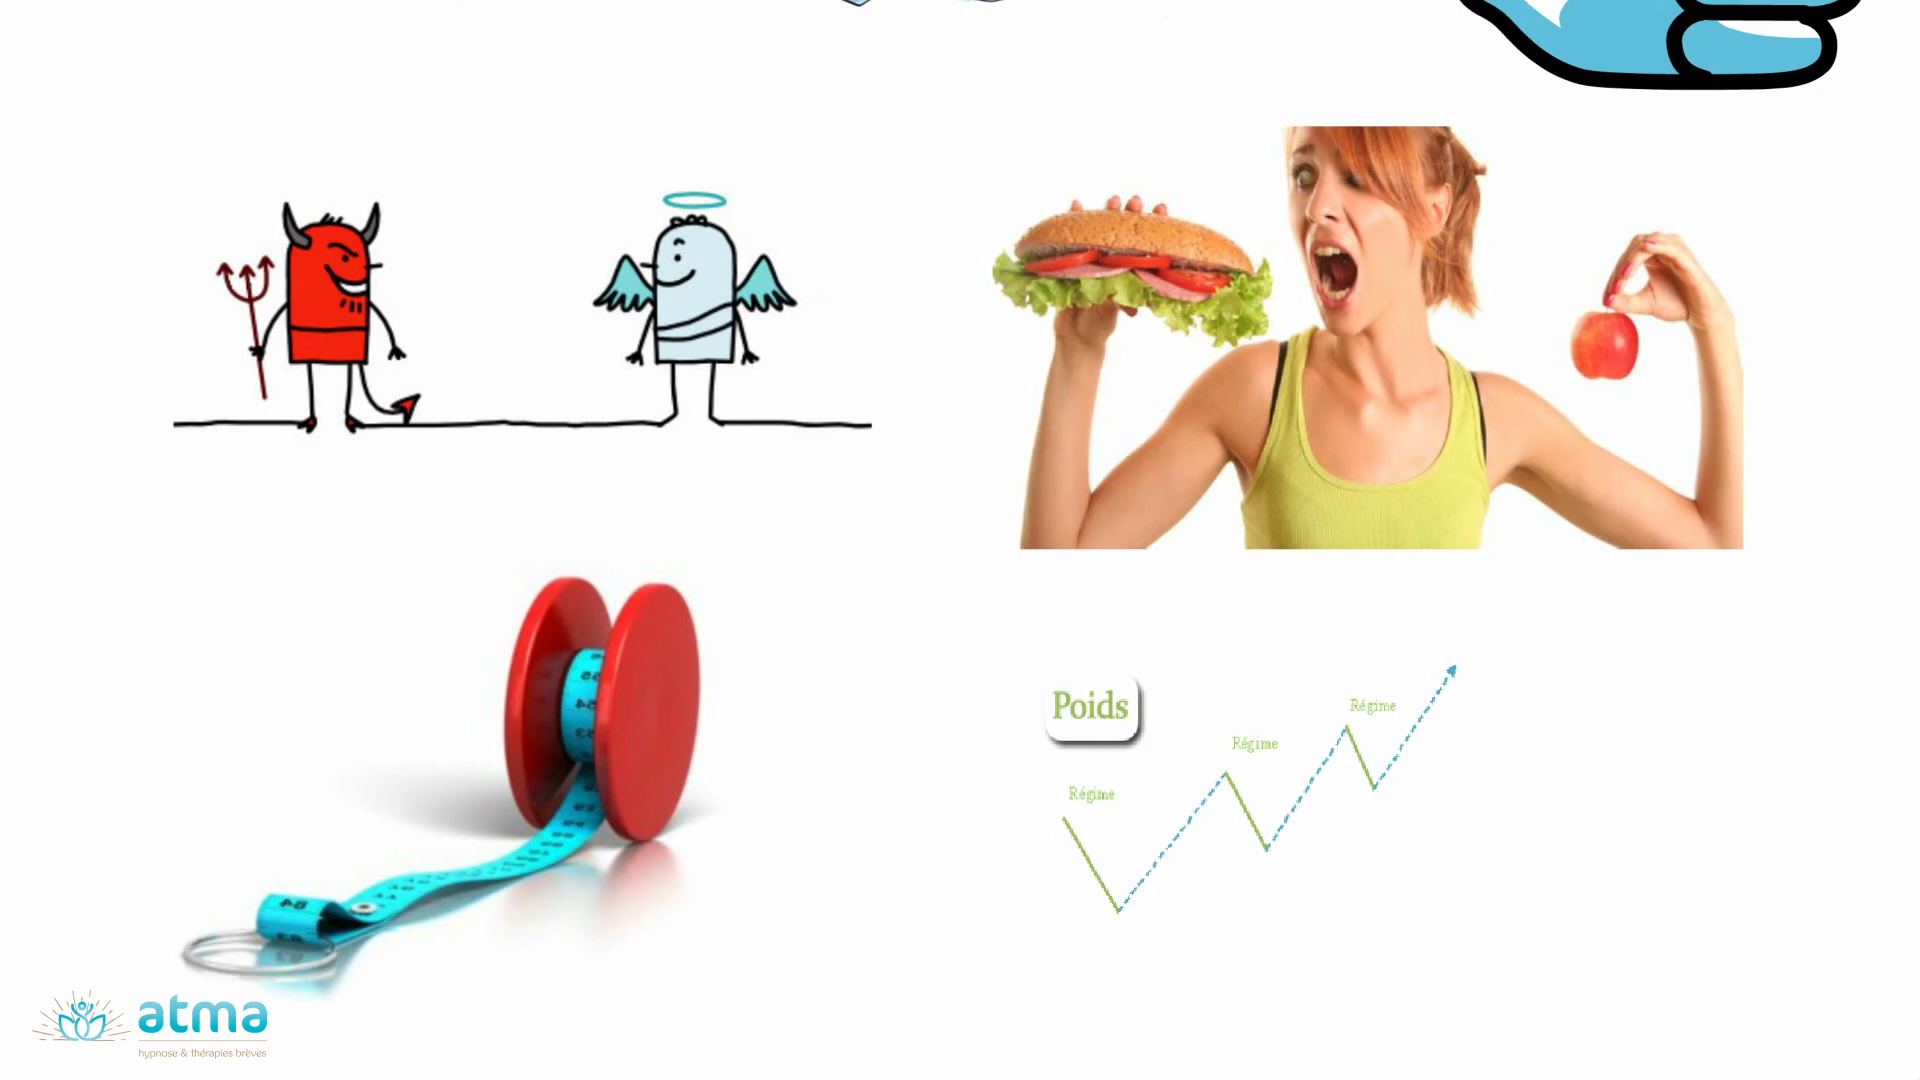 Poids
Régime
Régime
Régime
atma
hypnose & thérapies brèves